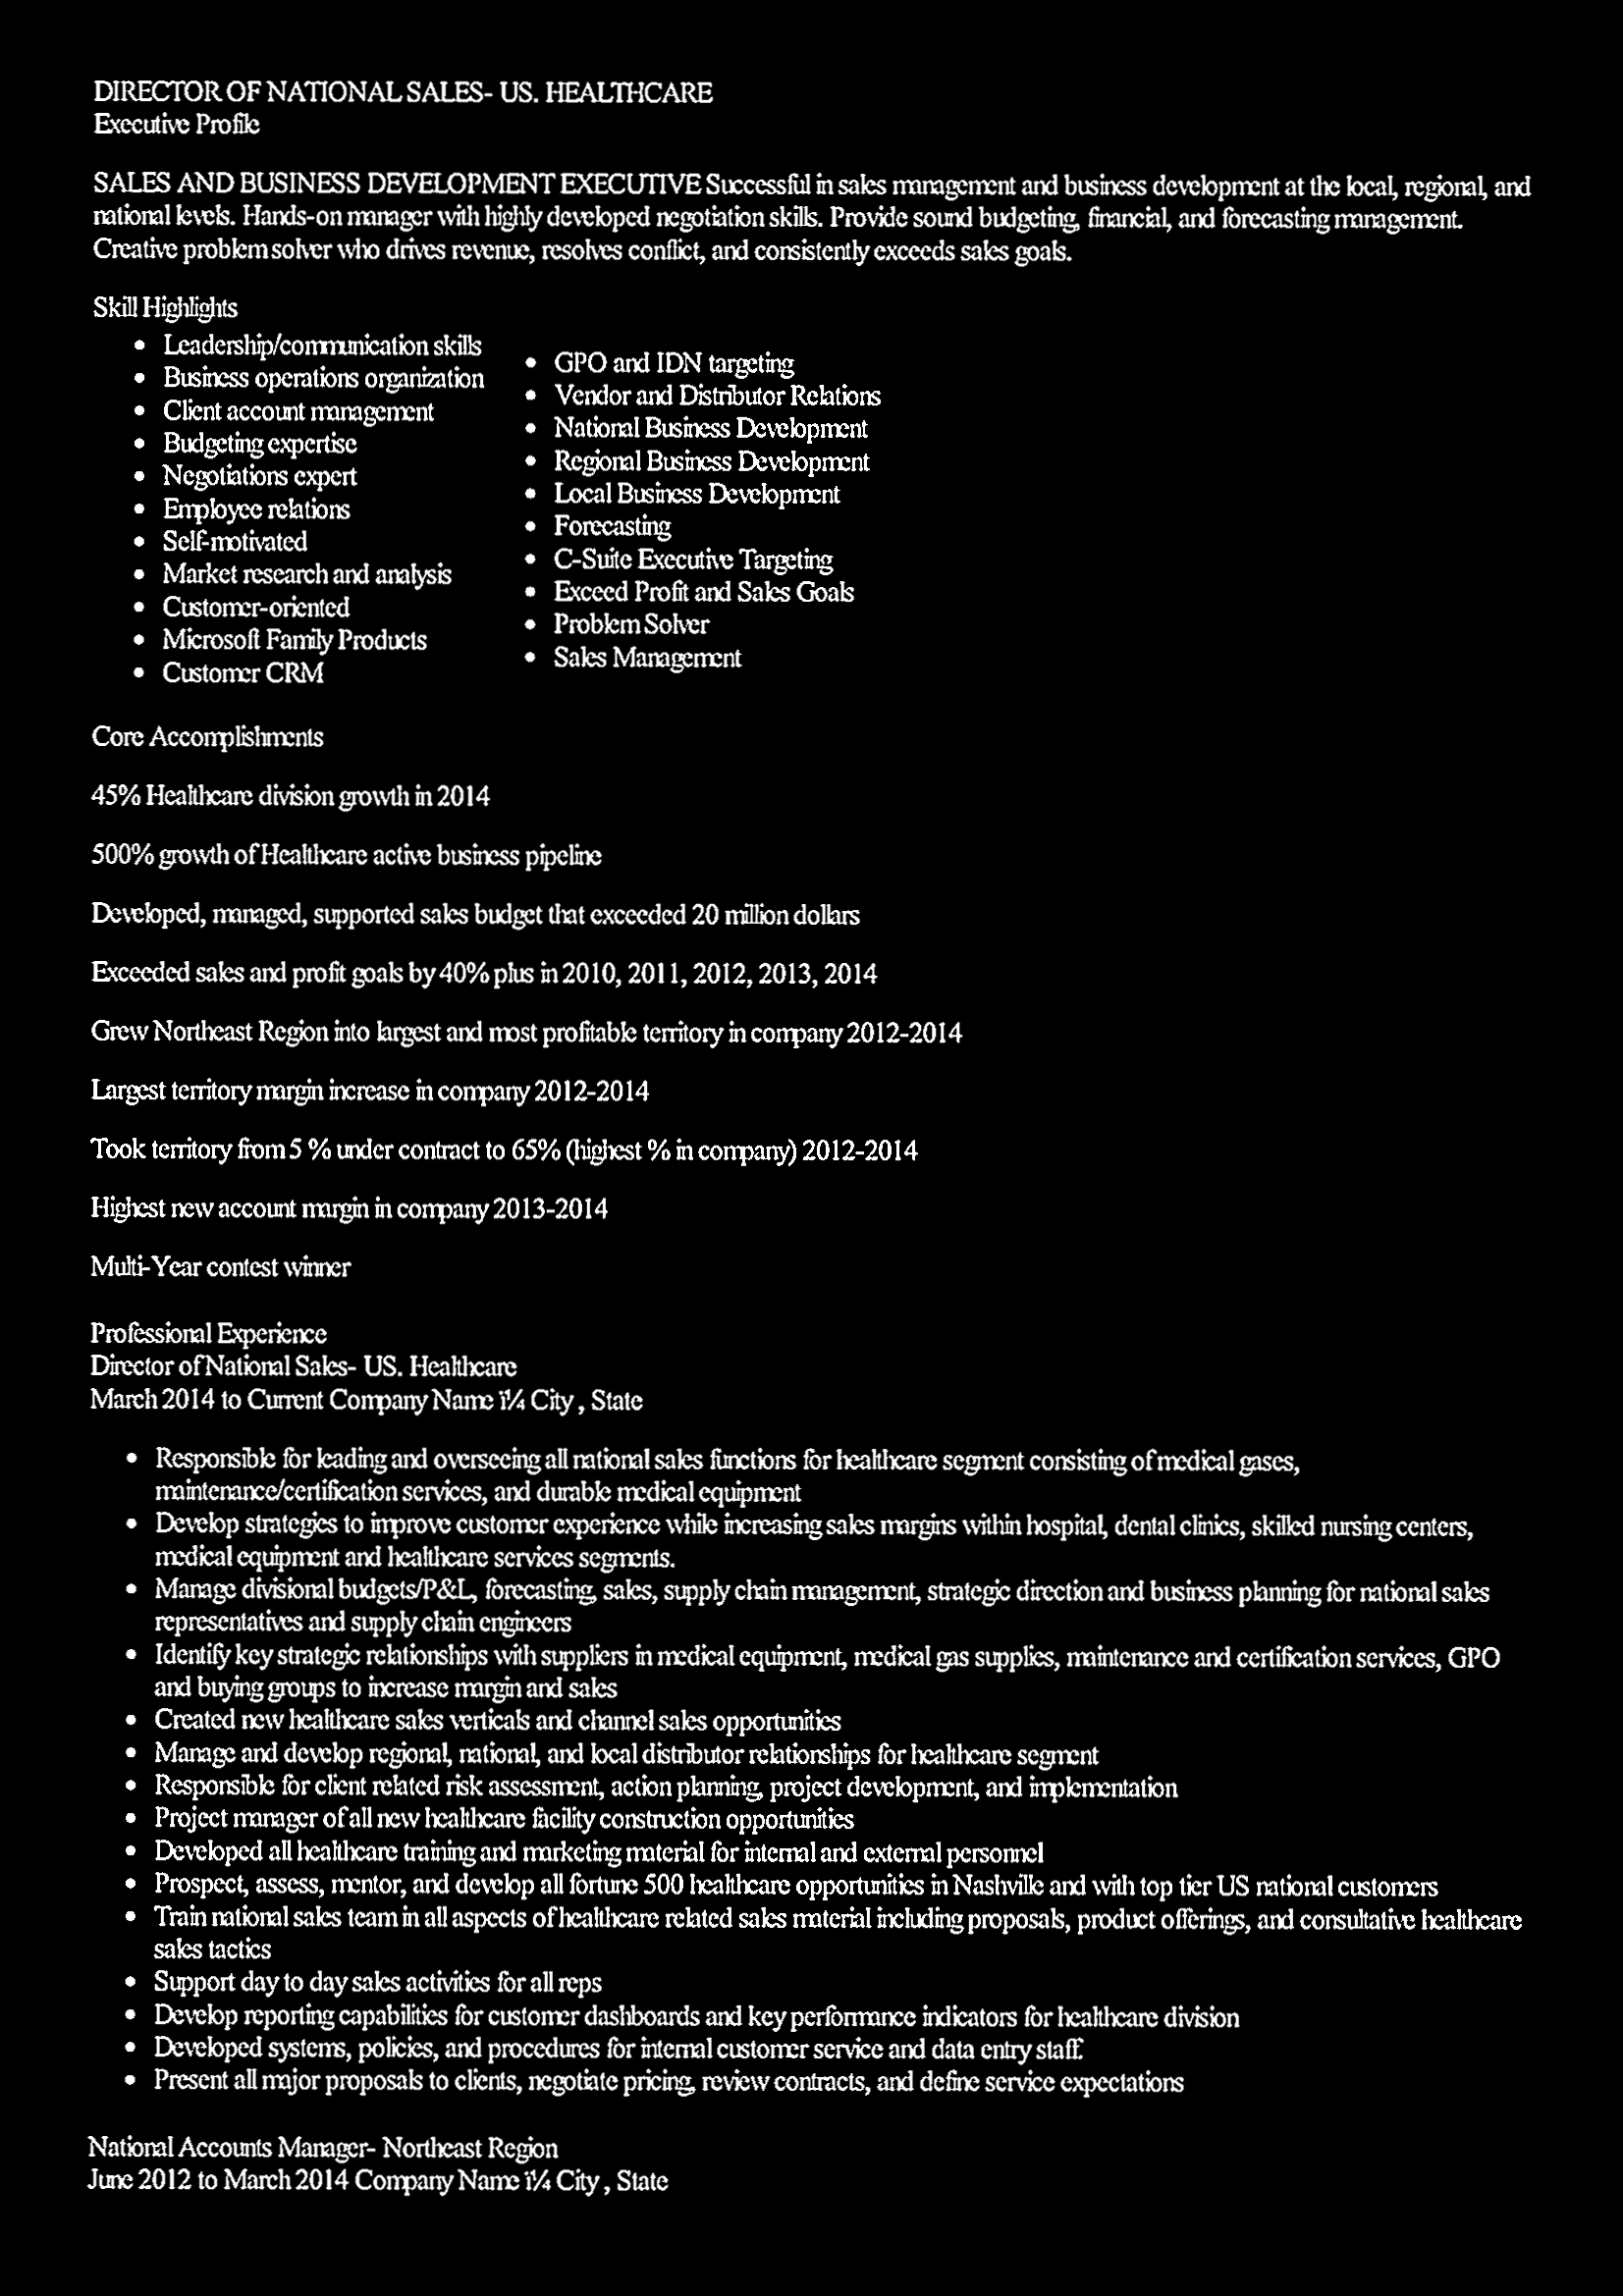 DIRECTOR OF NATIONAL SALES- US. HEALTHCARE
Executive Profile
SALES AND BUSINESS DEVELOPMENT EXECUTIVE Successful in sales management and business development at the local, regional, and
national levels. Hands-on manager with highly developed negotiation skills. Provide sound budgeting, financial, and forecasting management.
Creative problem solver who drives revenue, resolves conflict, and consistently exceeds sales goals.
Skill Highlights
• Leadership/communication skills
• Business operations organization
• Client account management
• Budgeting expertise
• Negotiations expert
• Employee relations
• Self-motivated
• Market research and analysis
• Customer-oriented
• Microsoft Family Products
• Customer CRM
• GPO and IDN targeting
• Vendor and Distributor Relations
• National Business Development
• Regional Business Development
• Local Business Development
• Forecasting
• C-Suite Executive Targeting
• Exceed Profit and Sales Goals
• Problem Solver
• Sales Management
Core Accomplishments
45% Healthcare division growth in 2014
500% growth of Healthcare active business pipeline
Developed, managed, supported sales budget that exceeded 20 million dollars
Exceeded sales and profit goals by 40% plus in 2010, 2011, 2012, 2013, 2014
Grew Northeast Region into largest and most profitable territory in company 2012-2014
Largest territory margin increase in company 2012-2014
Took territory from 5 % under contract to 65% (highest % in company) 2012-2014
Highest new account margin in company 2013-2014
Multi-Year contest winner
Professional Experience
Director of National Sales- US. Healthcare
March 2014 to Current Company Name ï¼ City , State
• Responsible for leading and overseeing all national sales functions for healthcare segment consisting of medical gases,
maintenance/certification services, and durable medical equipment
• Develop strategies to improve customer experience while increasing sales margins within hospital, dental clinics, skilled nursing centers,
medical equipment and healthcare services segments.
• Manage divisional budgets/P&L, forecasting, sales, supply chain management, strategic direction and business planning for national sales
representatives and supply chain engineers
• Identify key strategic relationships with suppliers in medical equipment, medical gas supplies, maintenance and certification services, GPO
and buying groups to increase margin and sales
• Created new healthcare sales verticals and channel sales opportunities
• Manage and develop regional, national, and local distributor relationships for healthcare segment
• Responsible for client related risk assessment, action planning, project development, and implementation
• Project manager of all new healthcare facility construction opportunities
• Developed all healthcare training and marketing material for internal and external personnel
• Prospect, assess, mentor, and develop all fortune 500 healthcare opportunities in Nashville and with top tier US national customers
• Train national sales team in all aspects of healthcare related sales material including proposals, product offerings, and consultative healthcare
sales tactics
• Support day to day sales activities for all reps
• Develop reporting capabilities for customer dashboards and key performance indicators for healthcare division
• Developed systems, policies, and procedures for internal customer service and data entry staff.
• Present all major proposals to clients, negotiate pricing, review contracts, and define service expectations
National Accounts Manager- Northeast Region
June 2012 to March 2014 Company Name ï¼ City , State